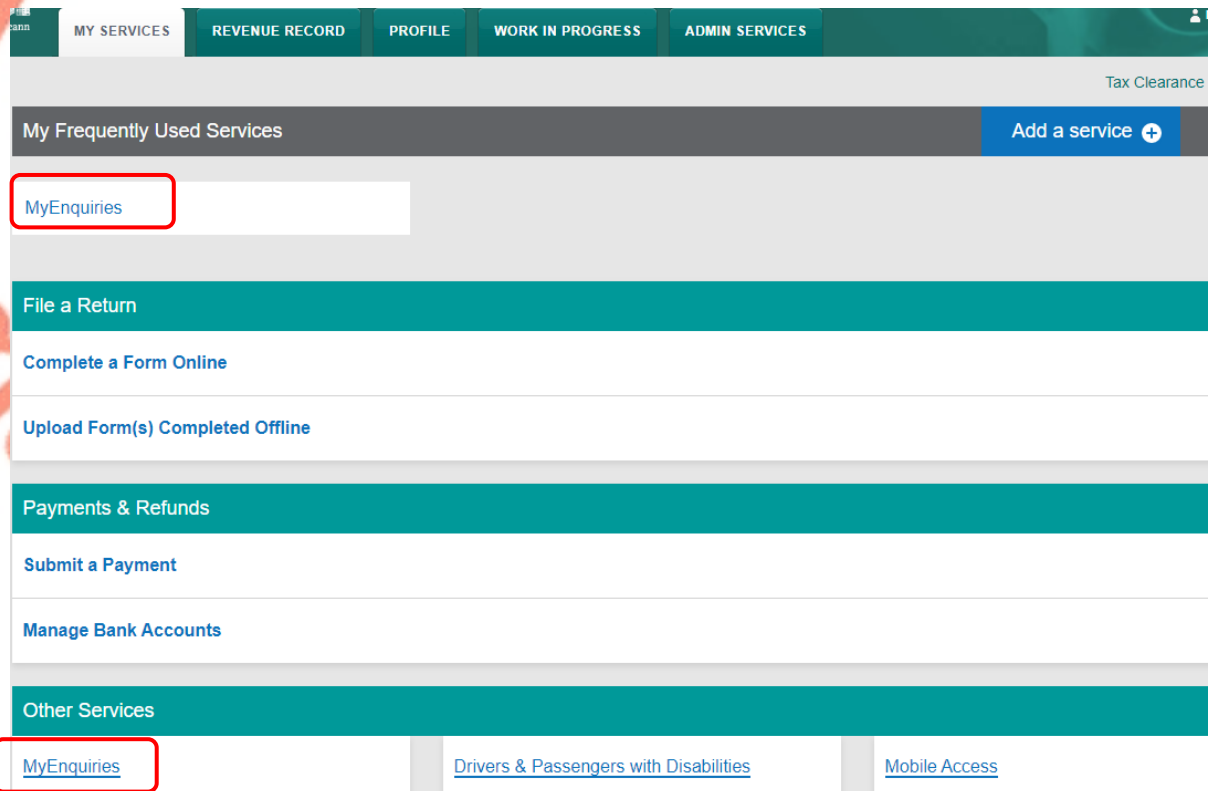 MY SERVICES REVENUE RECORD PROFILE WORK IN PROGRESS ADMIN SERVICES
Tax Clearance
My Frequently Used Services Add a service
MyEnquiries
File a Return
Complete a Form Online
Upload Form(s) Completed Offline
Payments & Refunds
Submit a Payment
Manage Bank Accounts
Other Services
MyEnquiries Drivers & Passengers with Disabilities Mobile Access